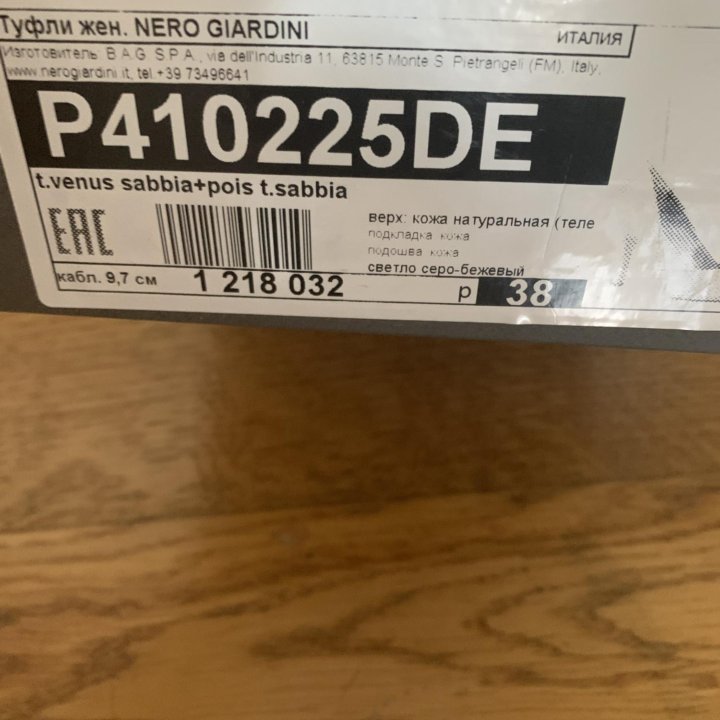 Туфли жен. NERO GIARDINI
ИТАЛИЯ
Изготовитель: B.A.G. S.P.A., via dell'Industria 11, 63815 Monte S. Pietrangeli (FM), Italy,
www.nerogiardini.it, tel +39 73496641
P410225DE
t.venus sabbia+pois t.sabbia
EAC
верх: кожа натуральная (теле
подкладка кожа
подошва кожа
светло серо-бежевый
кабл. 9,7 см
1 218 032
р 38